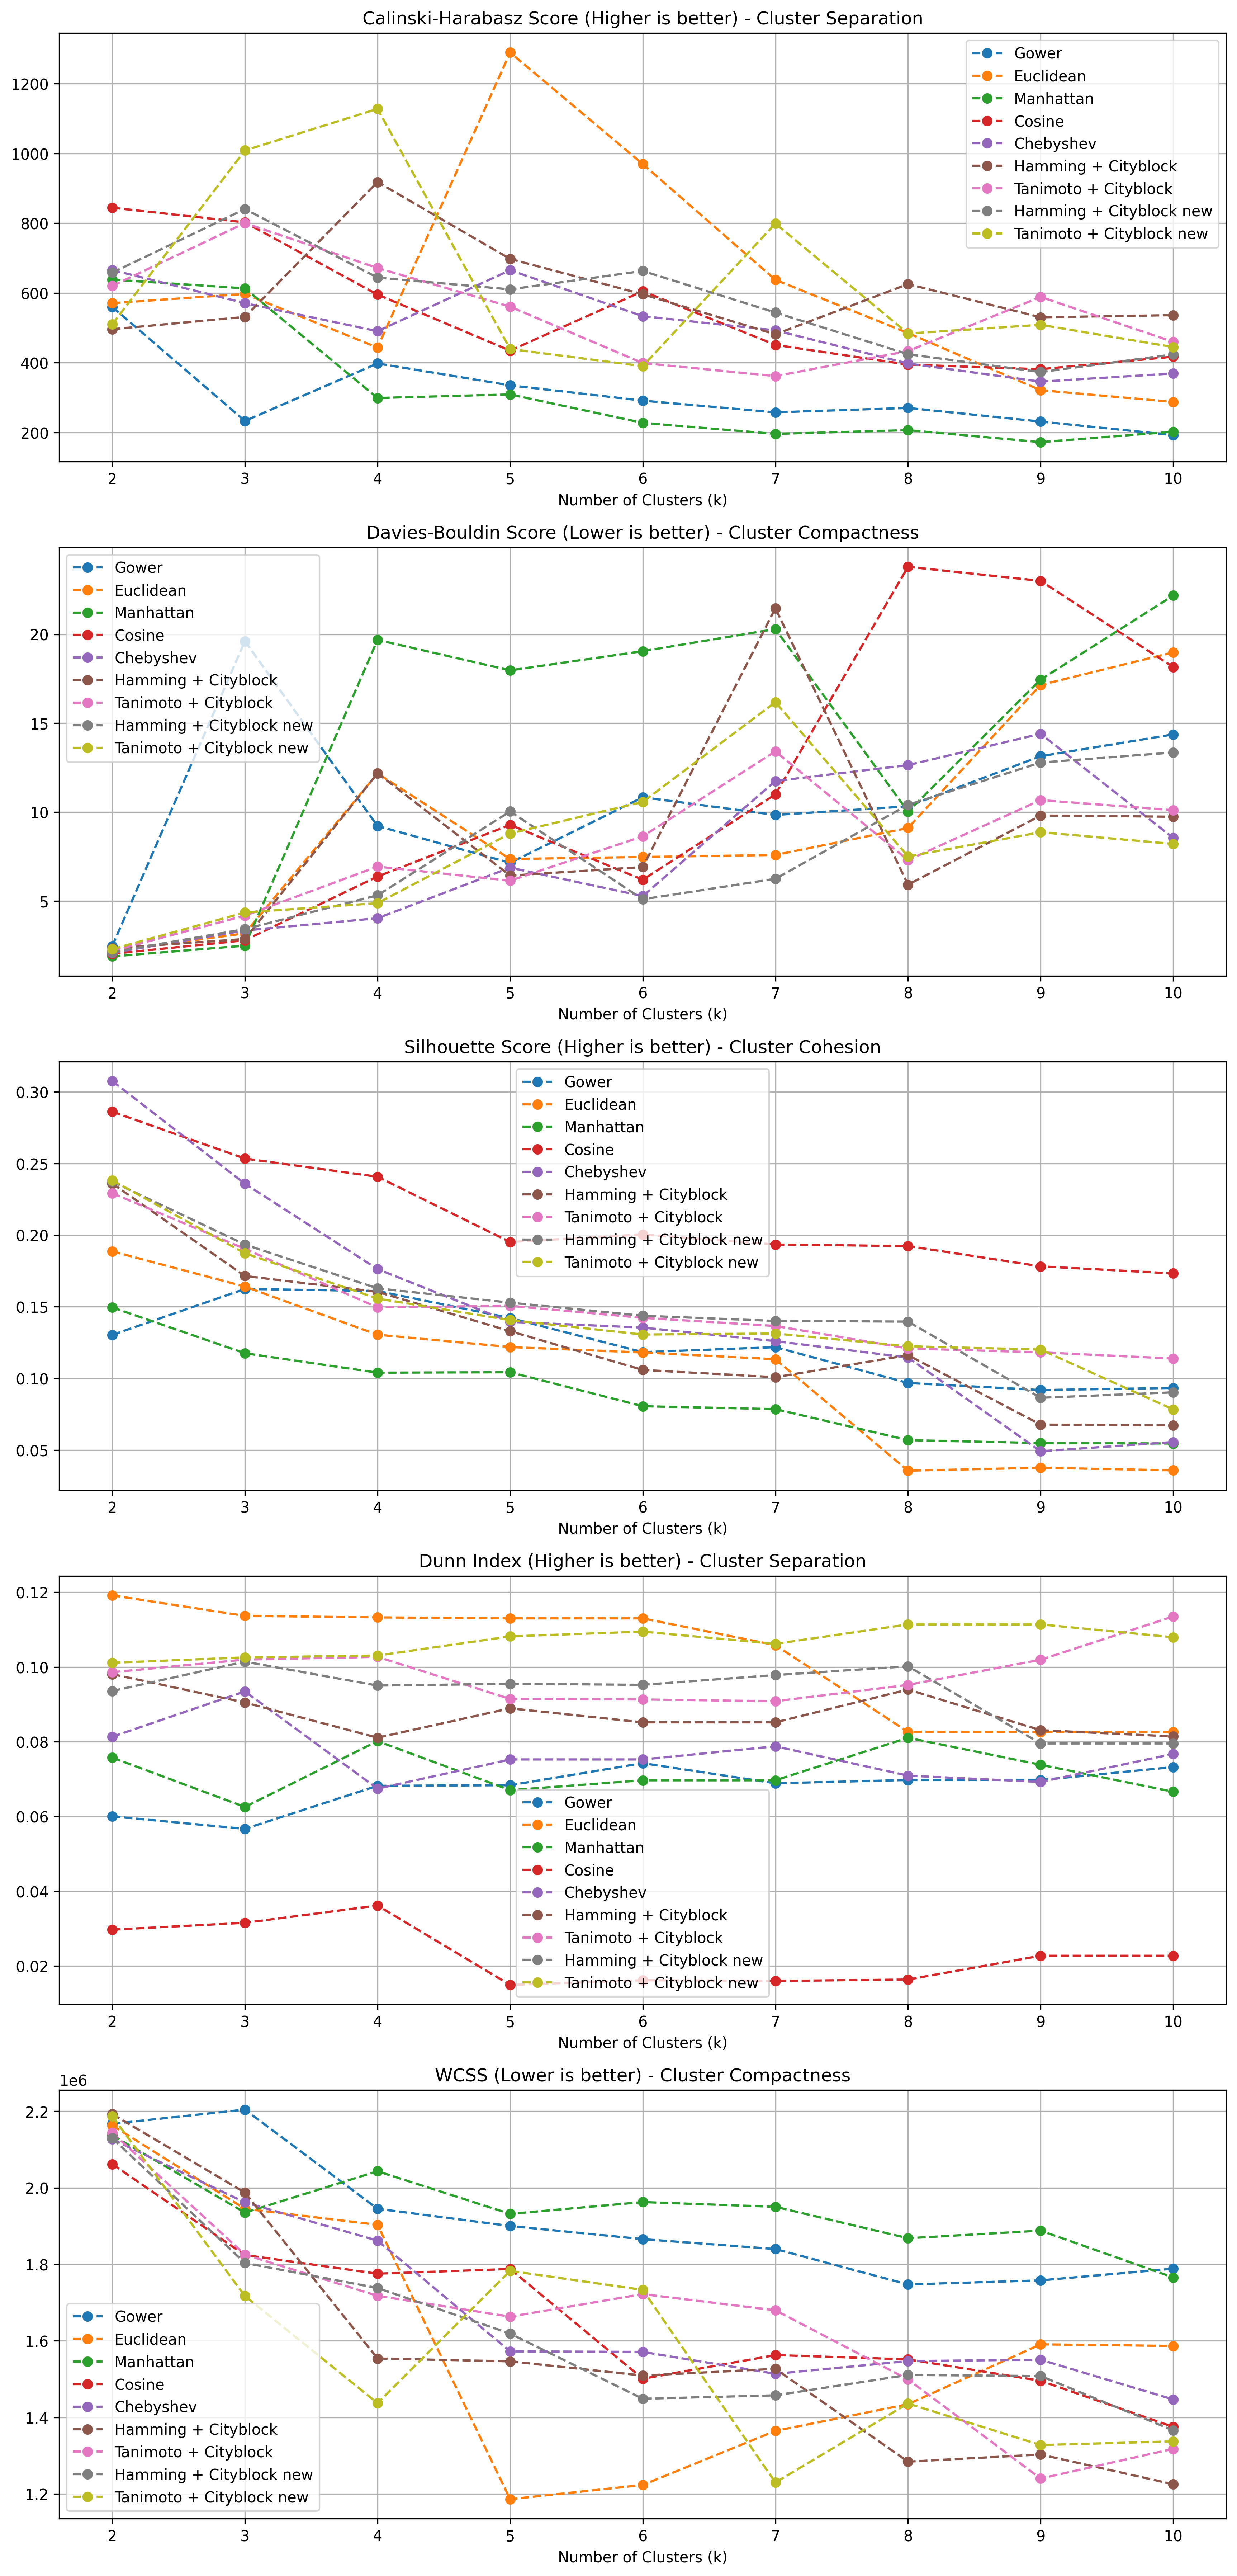 Calinski-Harabasz Score (Higher is better) - Cluster Separation
1200
1000
800
600
400
200
Gower
Euclidean
Manhattan
Cosine
Chebyshev
Hamming + Cityblock
Tanimoto + Cityblock
Hamming + Cityblock new
Tanimoto + Cityblock new
2 3 4 5 6 7 8 9 10
Number of Clusters (k)
Davies-Bouldin Score (Lower is better) - Cluster Compactness
20
15
10
5
Gower
Euclidean
Manhattan
Cosine
Chebyshev
Hamming + Cityblock
Tanimoto + Cityblock
Hamming + Cityblock new
Tanimoto + Cityblock new
2 3 4 5 6 7 8 9 10
Number of Clusters (k)
Silhouette Score (Higher is better) - Cluster Cohesion
0.30
0.25
0.20
0.15
0.10
0.05
Gower
Euclidean
Manhattan
Cosine
Chebyshev
Hamming + Cityblock
Tanimoto + Cityblock
Hamming + Cityblock new
Tanimoto + Cityblock new
2 3 4 5 6 7 8 9 10
Number of Clusters (k)
Dunn Index (Higher is better) - Cluster Separation
0.12
0.10
0.08
0.06
0.04
0.02
Gower
Euclidean
Manhattan
Cosine
Chebyshev
Hamming + Cityblock
Tanimoto + Cityblock
Hamming + Cityblock new
Tanimoto + Cityblock new
2 3 4 5 6 7 8 9 10
Number of Clusters (k)
WCSS (Lower is better) - Cluster Compactness
1e6
2.2
2.0
1.8
1.6
1.4
1.2
Gower
Euclidean
Manhattan
Cosine
Chebyshev
Hamming + Cityblock
Tanimoto + Cityblock
Hamming + Cityblock new
Tanimoto + Cityblock new
2 3 4 5 6 7 8 9 10
Number of Clusters (k)